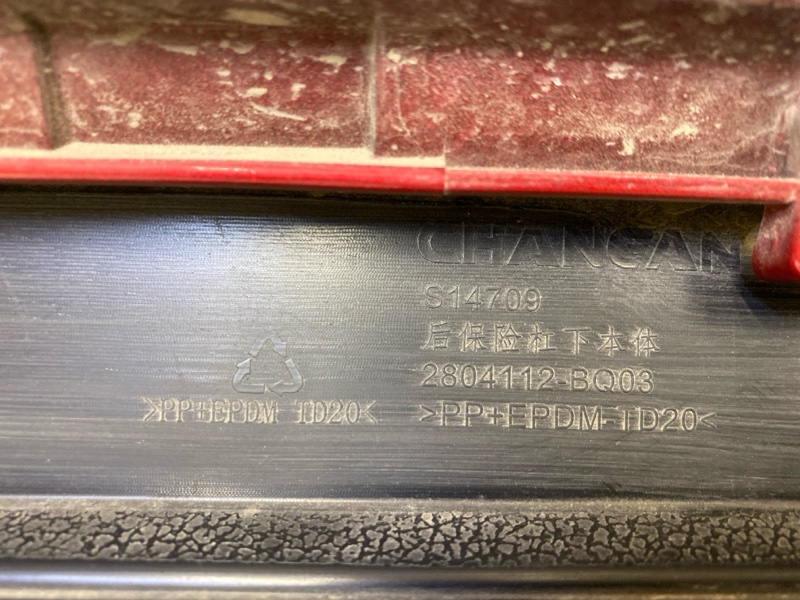 CHANGAN
S14709
后保险杠下本体
2804112-BQ03
>PP+EPDM-TD20<
>PP+EPDM TD20<